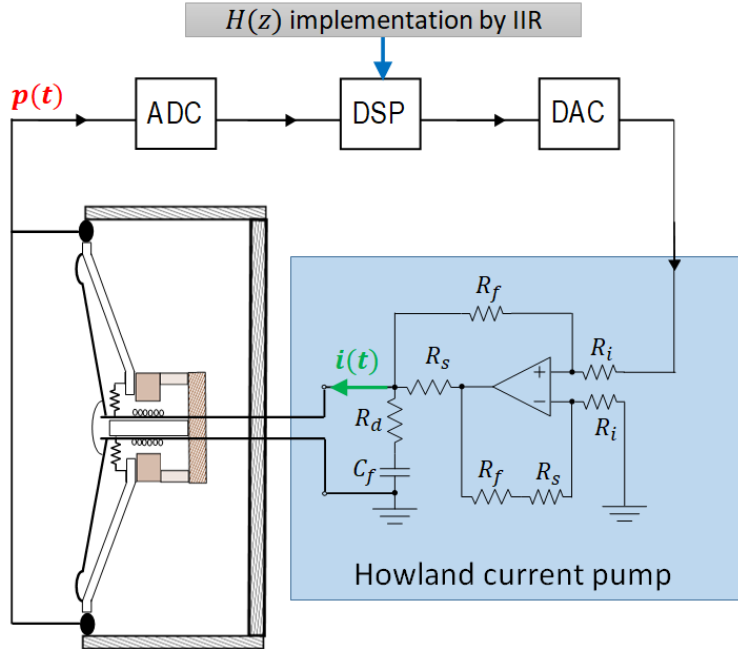 H(z) implementation by IIR
p(t)
ADC
DSP
DAC
R_f
i(t)
R_s
+
R_i
R_d
−
R_i
C_f
R_f
R_s
Howland current pump